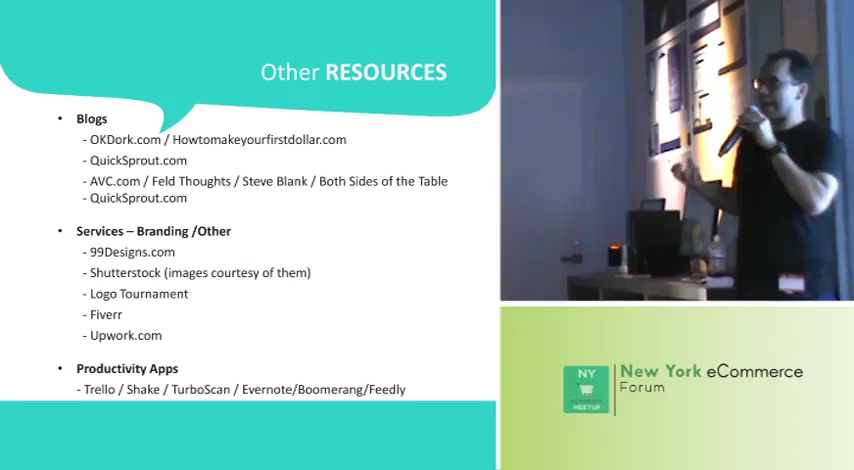 Other RESOURCES
• Blogs
- OKDork.com / Howtomakeyourfirstdollar.com
- QuickSprout.com
- AVC.com / Feld Thoughts / Steve Blank / Both Sides of the Table
- QuickSprout.com
• Services – Branding /Other
- 99Designs.com
- Shutterstock (images courtesy of them)
- Logo Tournament
- Fiverr
- Upwork.com
• Productivity Apps
- Trello / Shake / TurboScan / Evernote/Boomerang/Feedly
NY
eCommerce
MEETUP
New York eCommerce
Forum